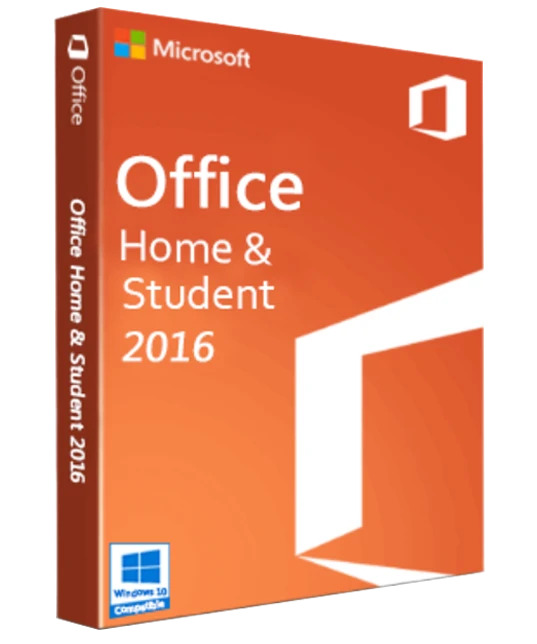 Office
Office Home & Student 2016
Microsoft
Office
Home &
Student
2016
Windows 10
Compatible